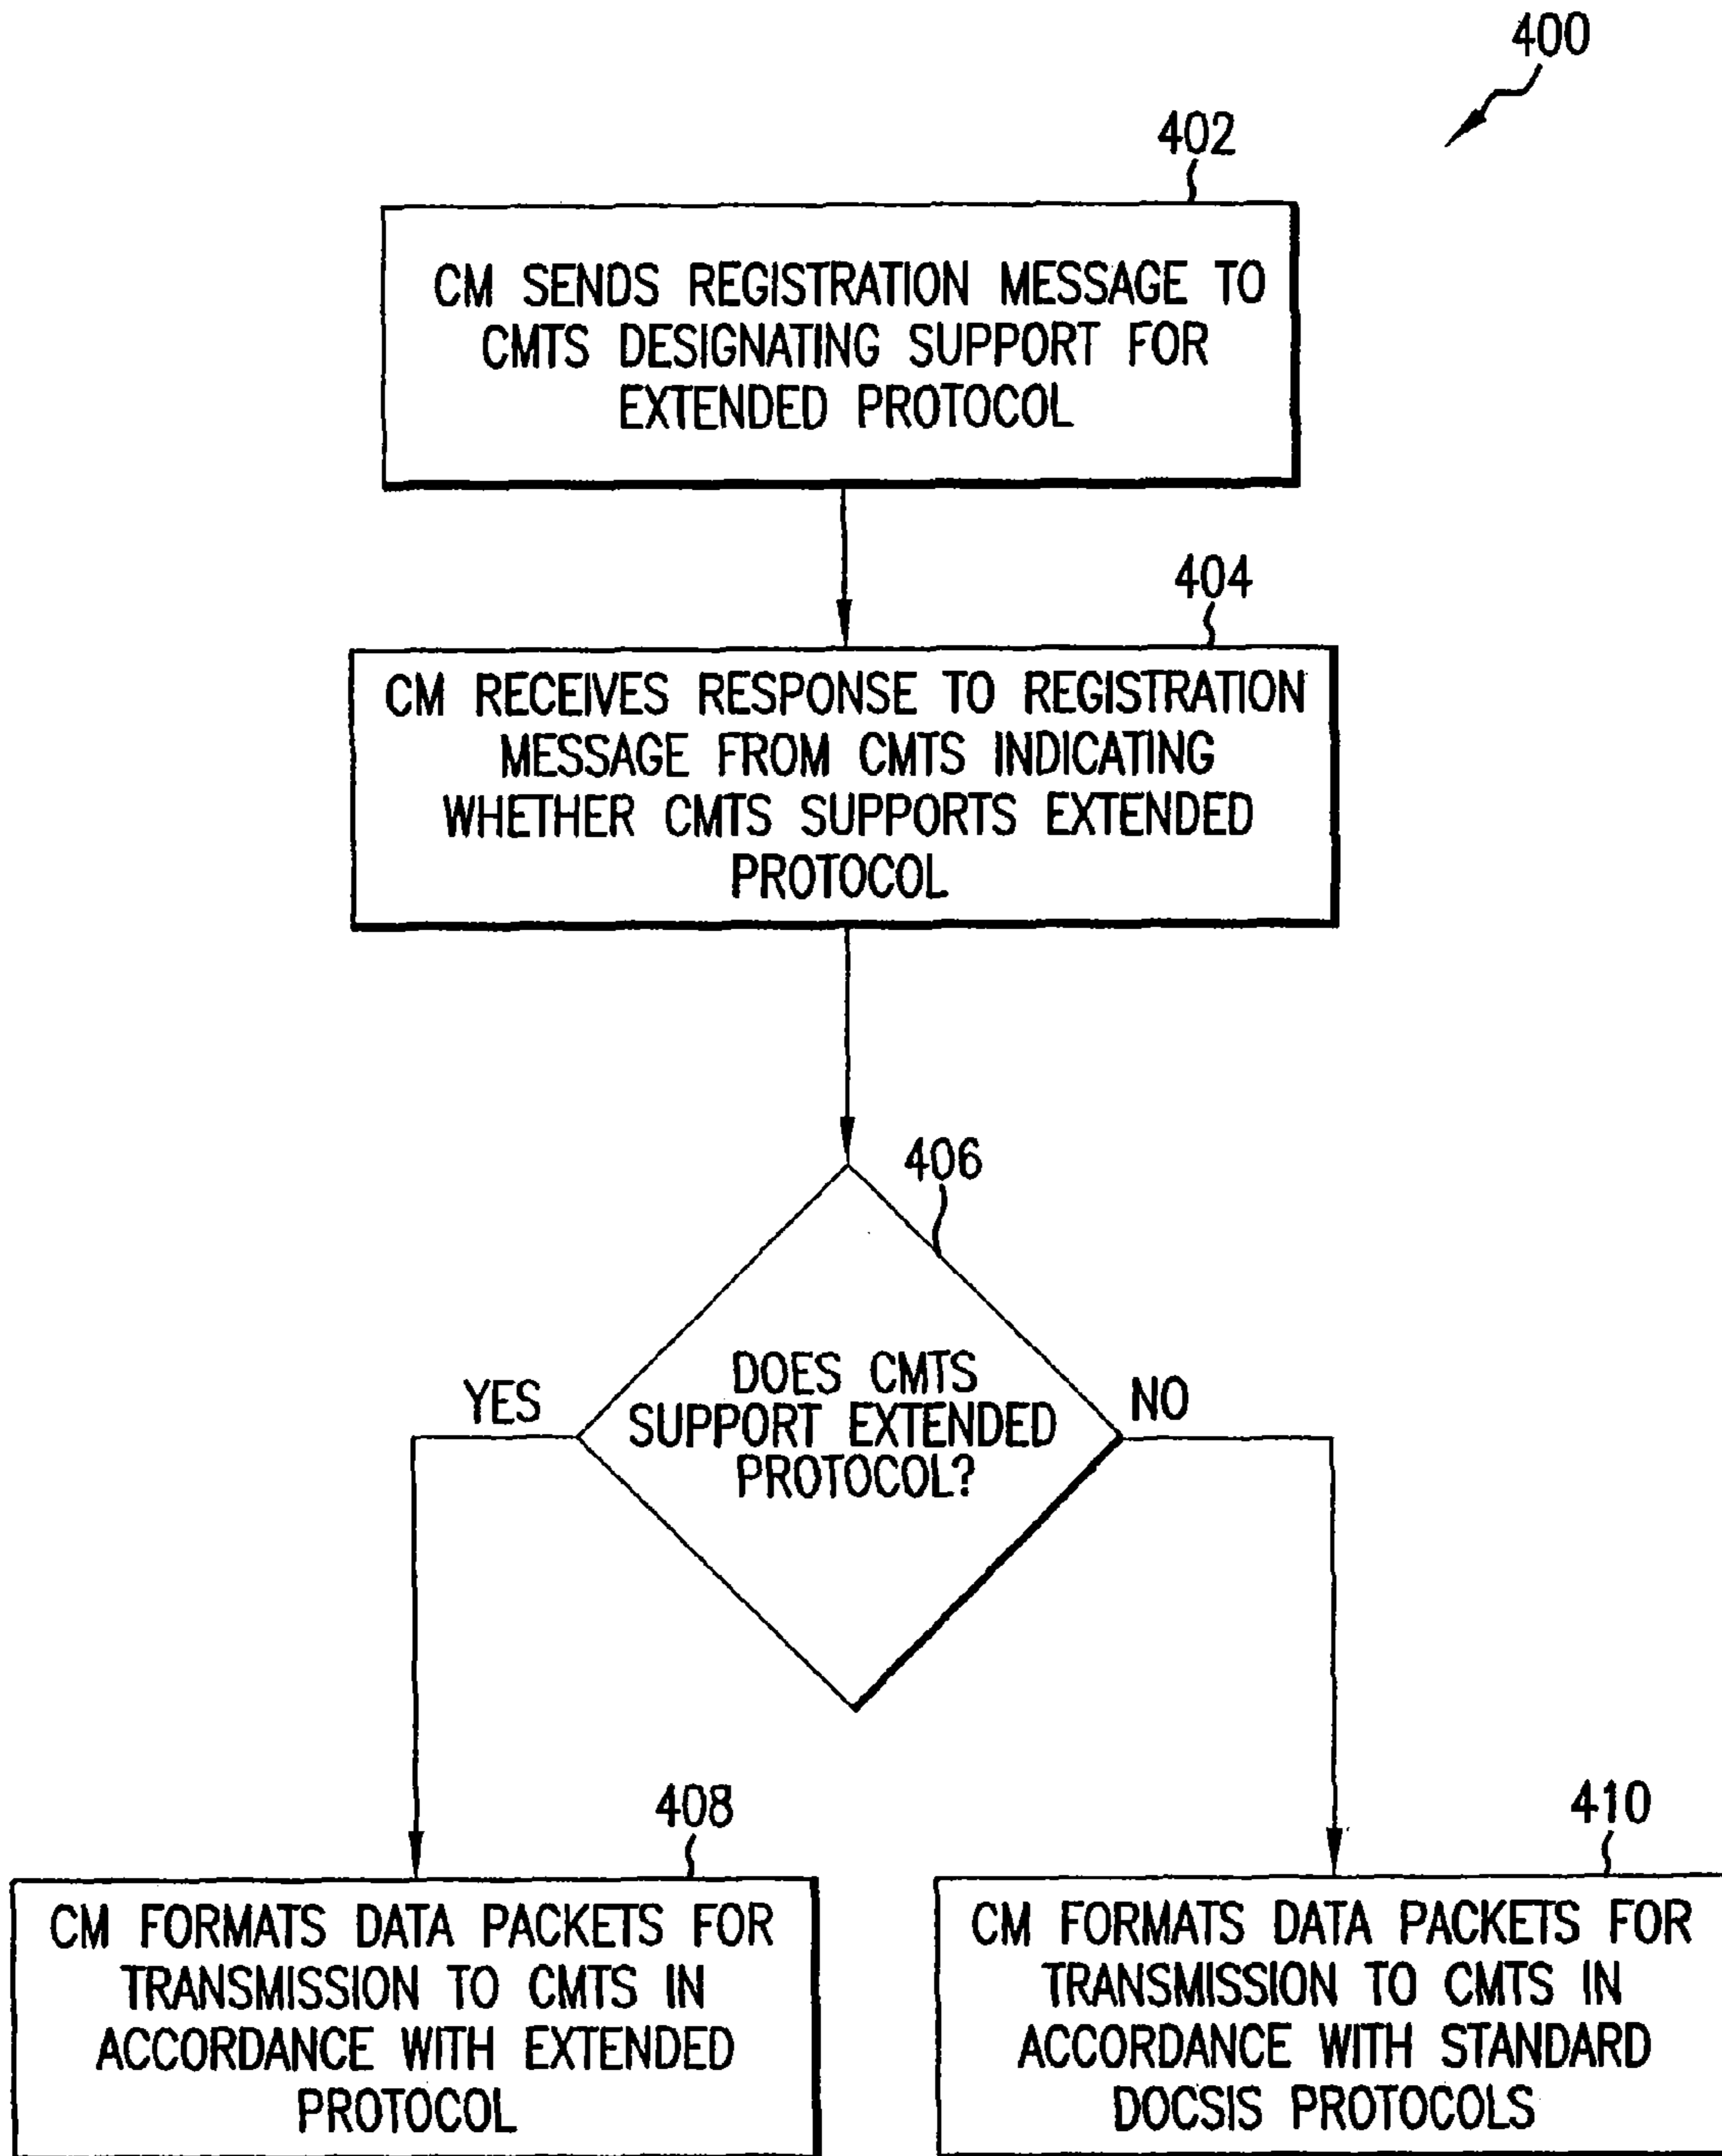 400
402
CM SENDS REGISTRATION MESSAGE TO
CMTS DESIGNATING SUPPORT FOR
EXTENDED PROTOCOL
404
CM RECEIVES RESPONSE TO REGISTRATION
MESSAGE FROM CMTS INDICATING
WHETHER CMTS SUPPORTS EXTENDED
PROTOCOL
406
DOES CMTS
SUPPORT EXTENDED
PROTOCOL?
YES
NO
408
CM FORMATS DATA PACKETS FOR
TRANSMISSION TO CMTS IN
ACCORDANCE WITH EXTENDED
PROTOCOL
410
CM FORMATS DATA PACKETS FOR
TRANSMISSION TO CMTS IN
ACCORDANCE WITH STANDARD
DOCSIS PROTOCOLS